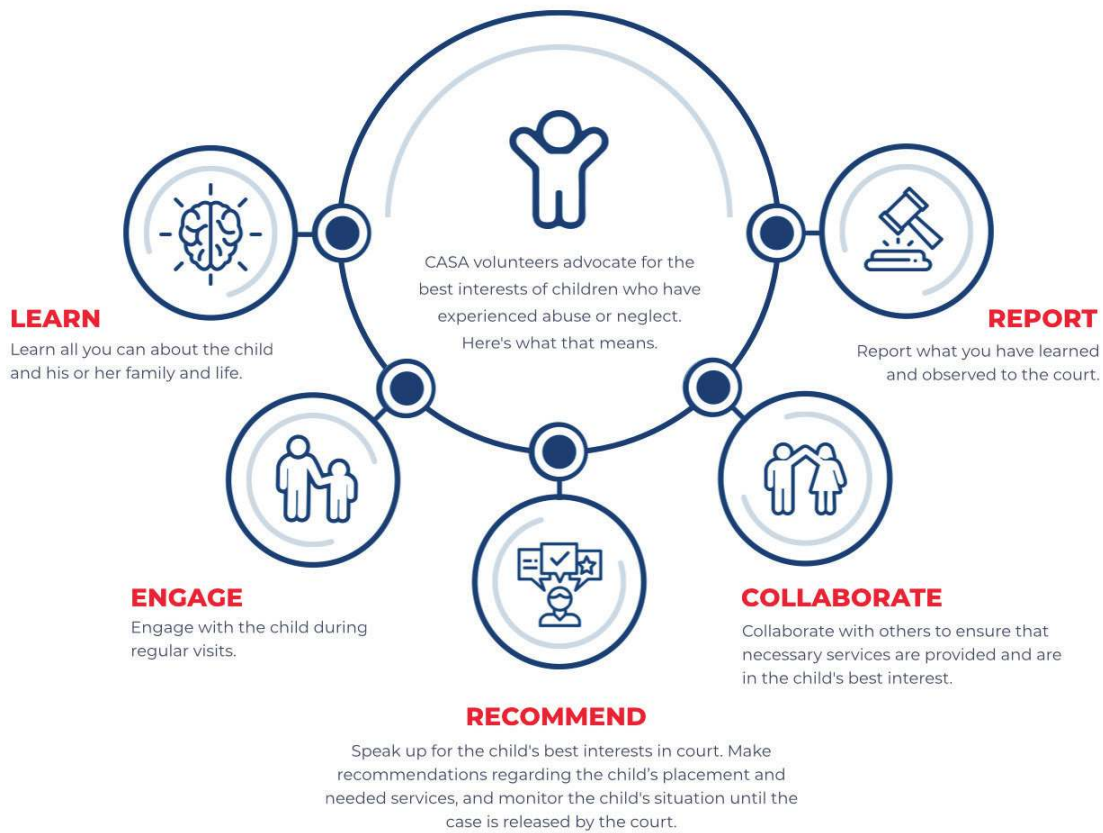 CASA volunteers advocate for the
best interests of children who have
experienced abuse or neglect.
Here's what that means.
LEARN
Learn all you can about the child
and his or her family and life.
ENGAGE
Engage with the child during
regular visits.
RECOMMEND
Speak up for the child's best interests in court. Make
recommendations regarding the child’s placement and
needed services, and monitor the child's situation until the
case is released by the court.
COLLABORATE
Collaborate with others to ensure that
necessary services are provided and are
in the child's best interest.
REPORT
Report what you have learned
and observed to the court.